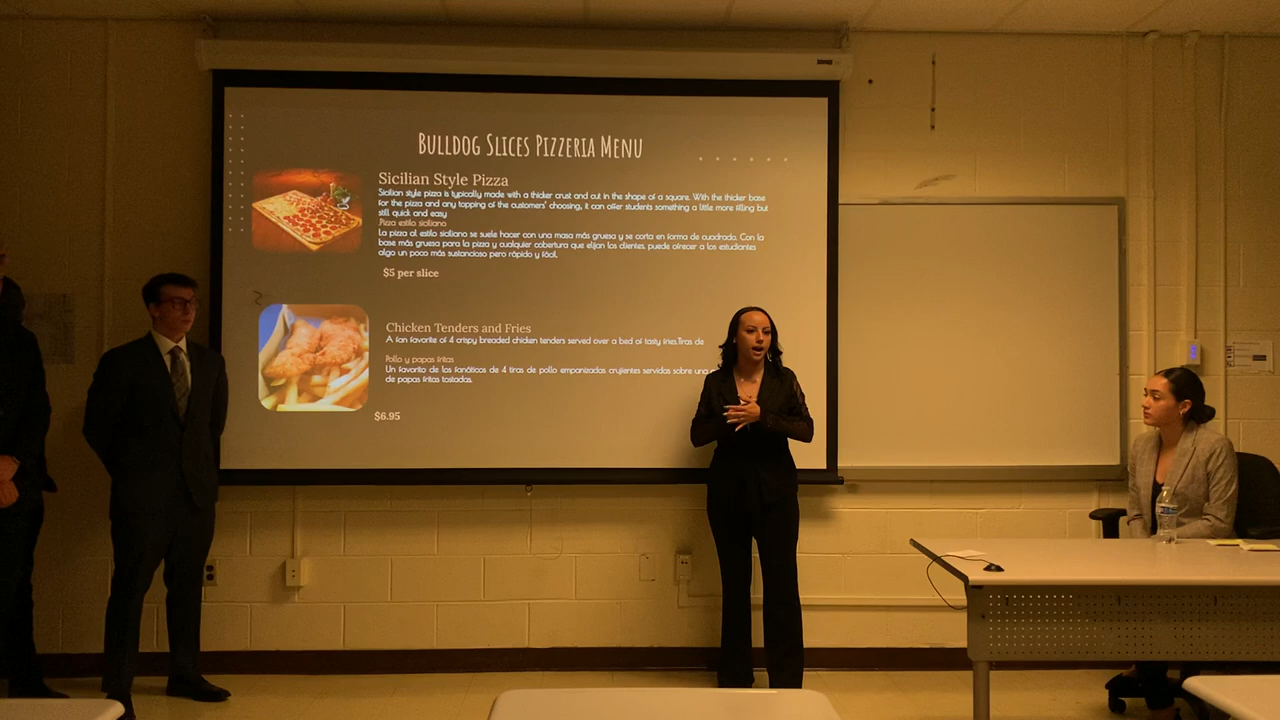 Bulldog Slices Pizzeria Menu
Sicilian Style Pizza
Sicilian style pizza is typically made with a thicker crust and cut in the shape of a square. With the thicker base
for the pizza and any topping of the customers' choosing, it can offer students something a little more filling but
still quick and easy
Pizza estilo siciliano
La pizza al estilo siciliano se suele hacer con una masa más gruesa y se corta en forma de cuadrado. Con la
base más gruesa para la pizza y cualquier cobertura que elijan los clientes, puede ofrecer a los estudiantes
algo un poco más sustancioso pero rápido y fácil.
$5 per slice
Chicken Tenders and Fries
A fan favorite of 4 crispy breaded chicken tenders served over a bed of tasty fries.Tiras de
Pollo y papas fritas
Un favorito de los fanáticos de 4 tiras de pollo empanizadas crujientes servidas sobre una
de papas fritas tostadas.
$6.95